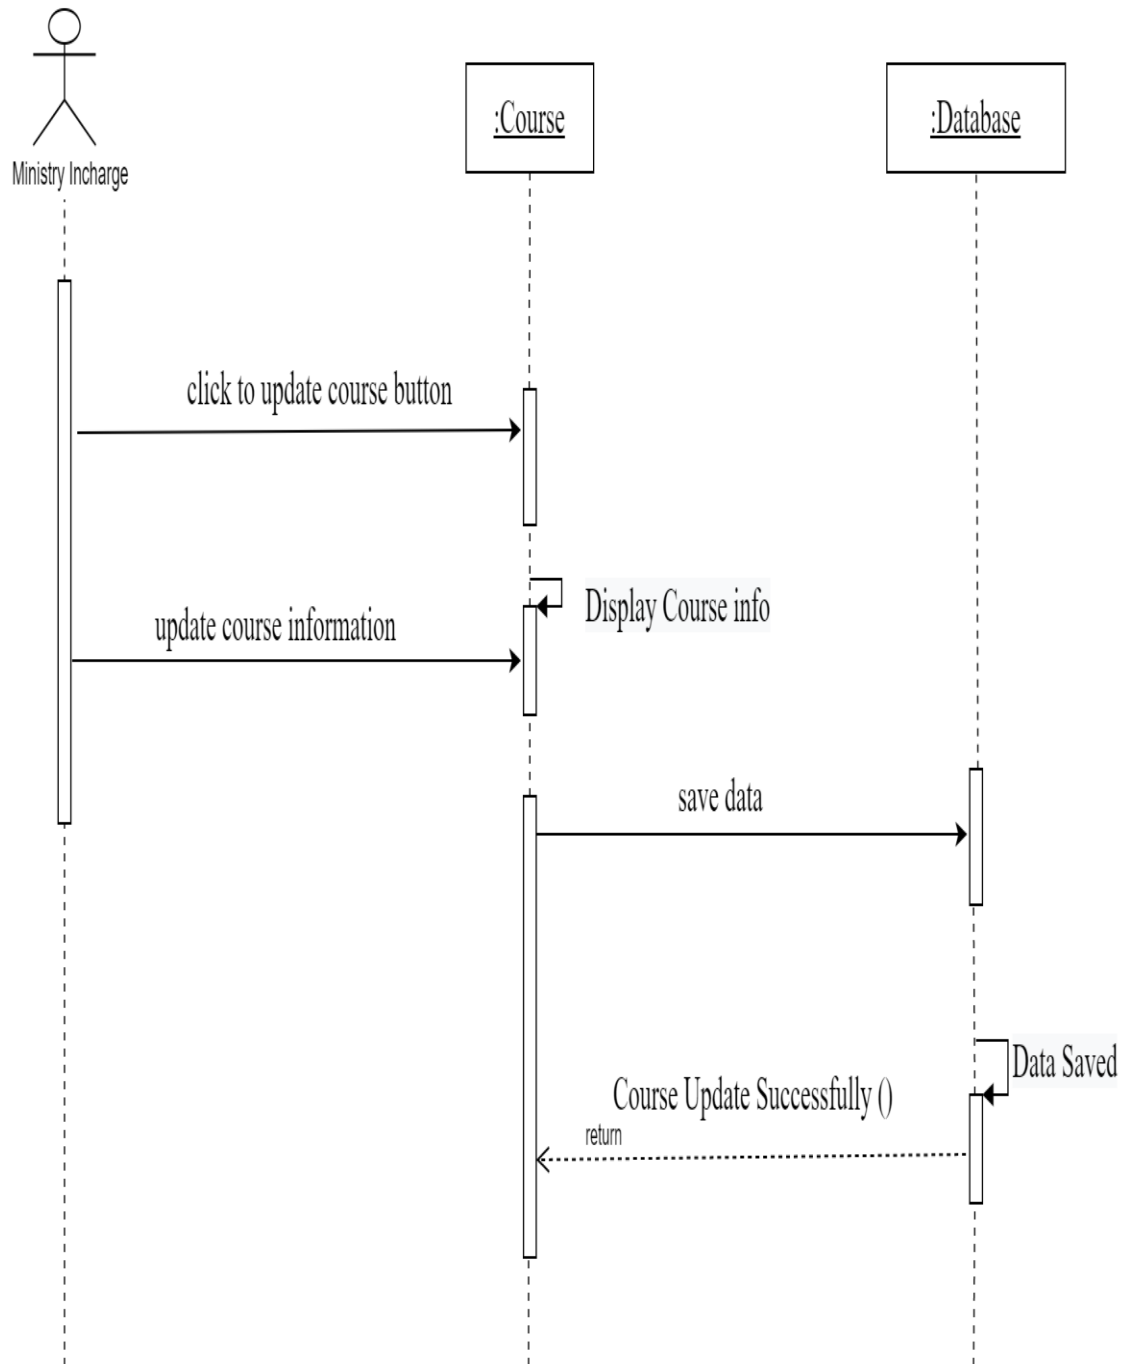 :Course
:Database
Ministry Incharge
click to update course button
Display Course info
update course information
save data
Data Saved
Course Update Successfully ()
return